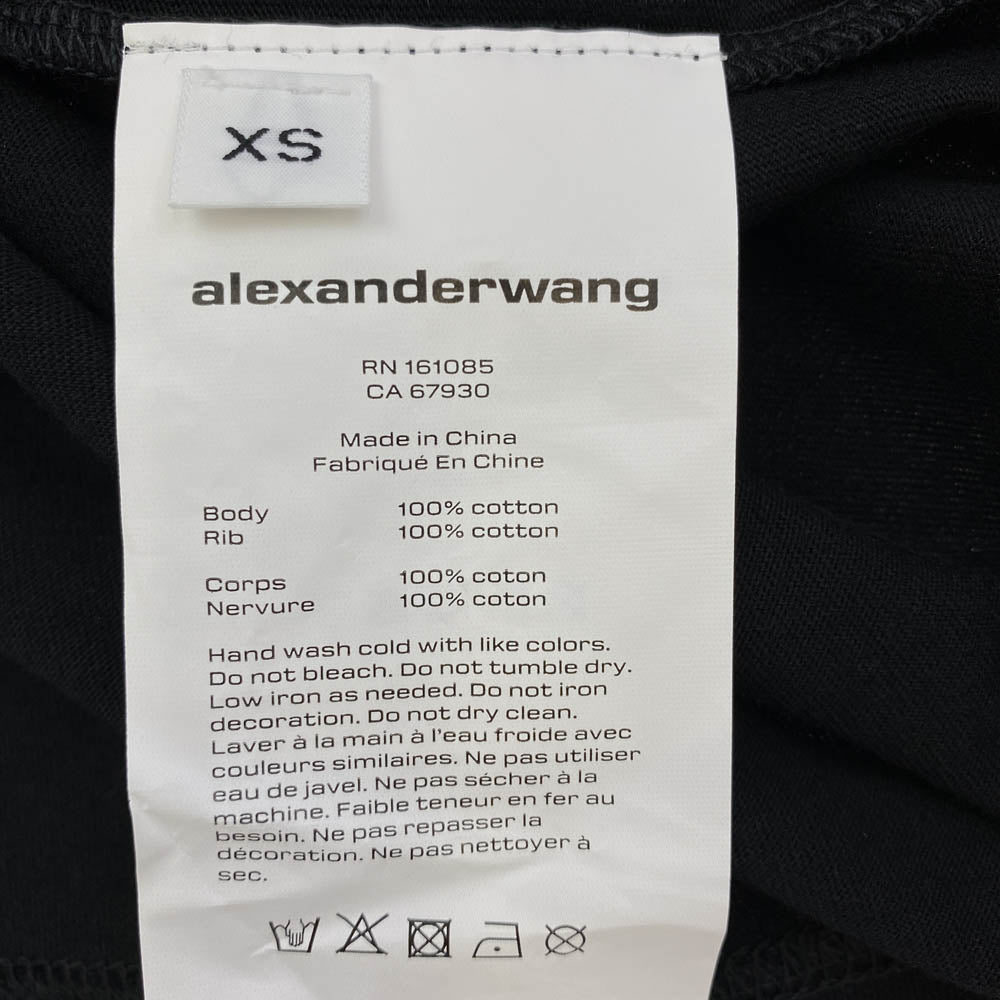 XS
alexanderwang
RN 161085
CA 67930
Made in China
Fabriqué En Chine
Body 100% cotton
Rib 100% cotton
Corps 100% coton
Nervure 100% coton
Hand wash cold with like colors.
Do not bleach. Do not tumble dry.
Low iron as needed. Do not iron
decoration. Do not dry clean.
Laver à la main à l'eau froide avec
couleurs similaires. Ne pas utiliser
eau de javel. Ne pas sécher à la
machine. Faible teneur en fer au
besoin. Ne pas repasser la
décoration. Ne pas nettoyer à
sec.